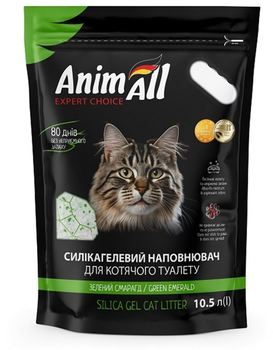 AnimAll
EXPERT CHOICE
80 днів
БЕЗ НЕПРИЄМНОГО
ЗАПАХУ
СИЛІКАГЕЛЕВИЙ НАПОВНЮВАЧ
ДЛЯ КОТЯЧОГО ТУАЛЕТУ
ЗЕЛЕНИЙ СМАРАГД / GREEN EMERALD
SILICA GEL CAT LITTER
10.5 л(l)